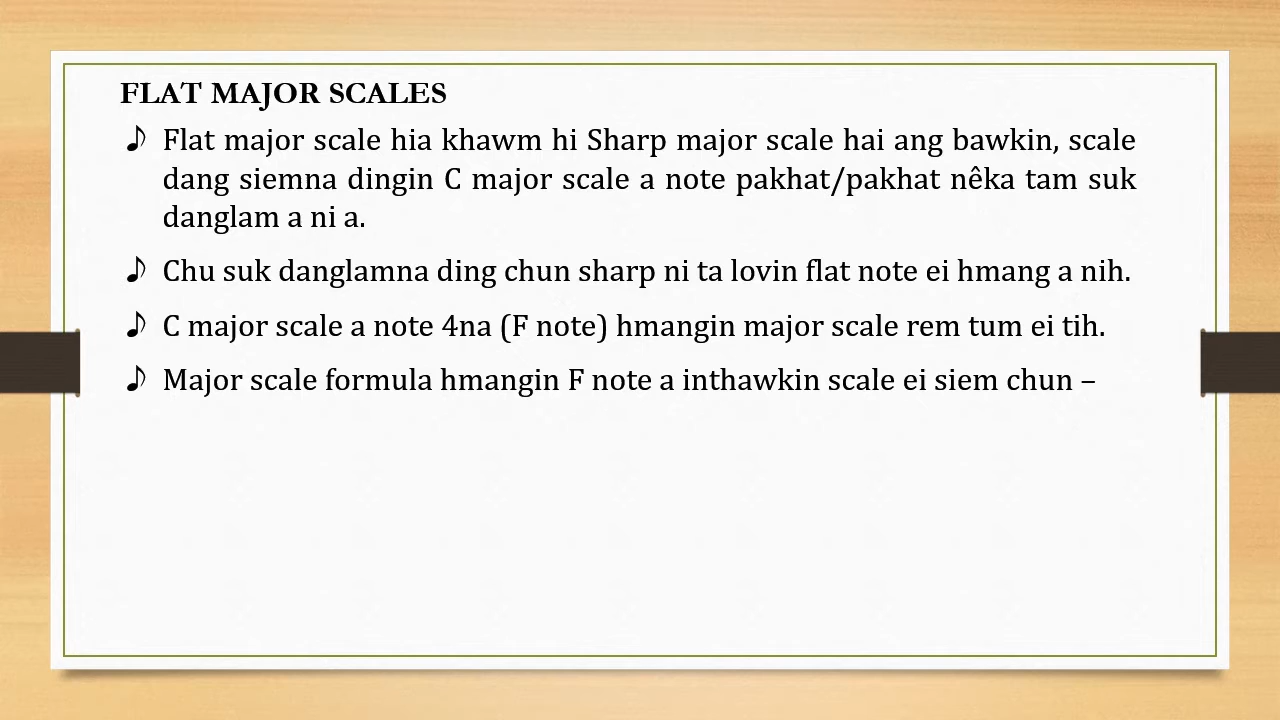 FLAT MAJOR SCALES
♪ Flat major scale hia khawm hi Sharp major scale hai ang bawkin, scale
dang siemna dingin C major scale a note pakhat/pakhat nêka tam suk
danglam a ni a.
♪ Chu suk danglamna ding chun sharp ni ta lovin flat note ei hmang a nih.
♪ C major scale a note 4na (F note) hmangin major scale rem tum ei tih.
♪ Major scale formula hmangin F note a inthawkin scale ei siem chun –